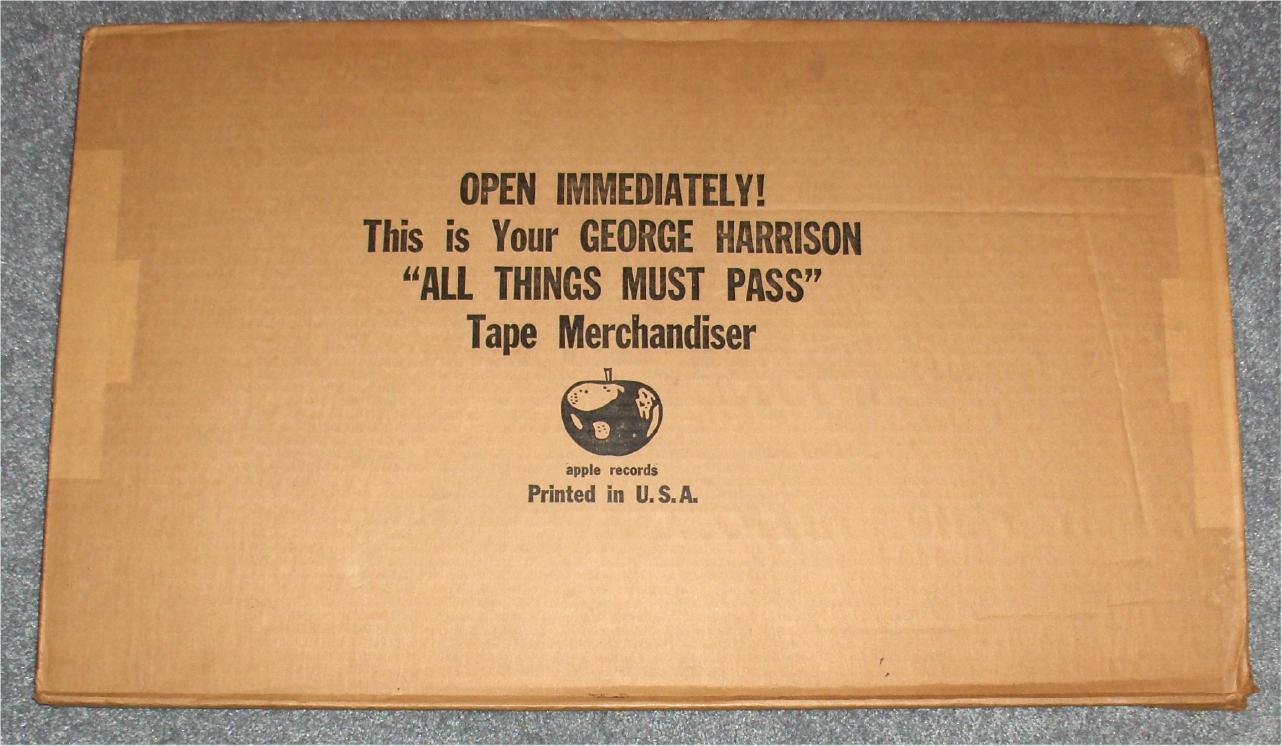 OPEN IMMEDIATELY!
This is Your GEORGE HARRISON
“ALL THINGS MUST PASS”
Tape Merchandiser
apple records
Printed in U.S.A.